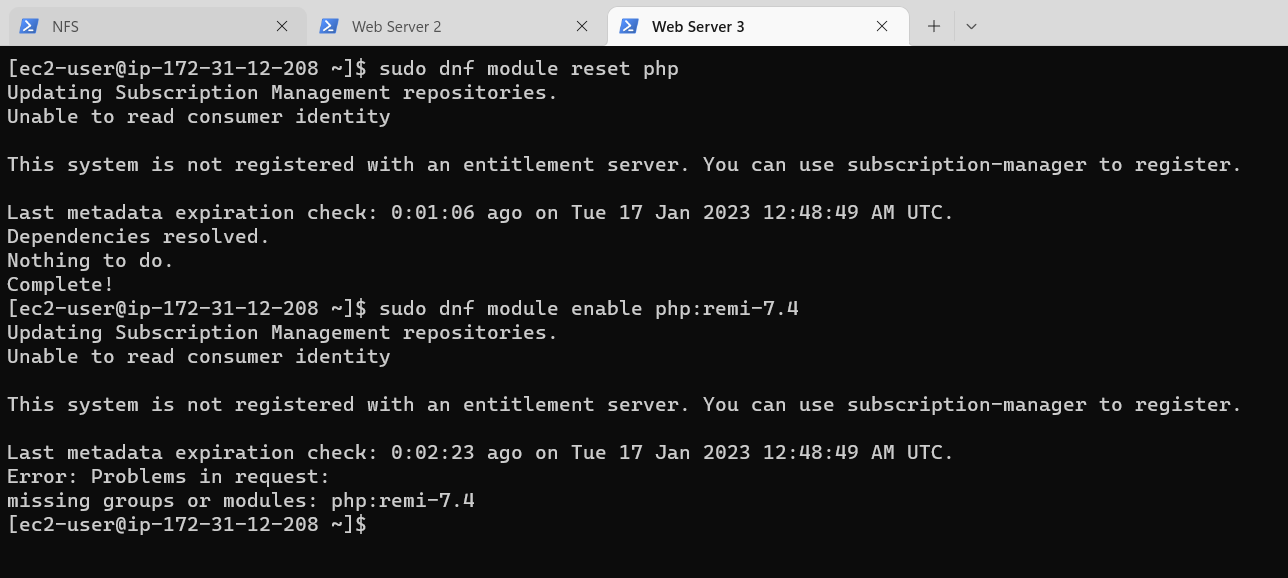 NFS
Web Server 2
Web Server 3
[ec2-user@ip-172-31-12-208 ~]$ sudo dnf module reset php
Updating Subscription Management repositories.
Unable to read consumer identity
This system is not registered with an entitlement server. You can use subscription-manager to register.
Last metadata expiration check: 0:01:06 ago on Tue 17 Jan 2023 12:48:49 AM UTC.
Dependencies resolved.
Nothing to do.
Complete!
[ec2-user@ip-172-31-12-208 ~]$ sudo dnf module enable php:remi-7.4
Updating Subscription Management repositories.
Unable to read consumer identity
This system is not registered with an entitlement server. You can use subscription-manager to register.
Last metadata expiration check: 0:02:23 ago on Tue 17 Jan 2023 12:48:49 AM UTC.
Error: Problems in request:
missing groups or modules: php:remi-7.4
[ec2-user@ip-172-31-12-208 ~]$